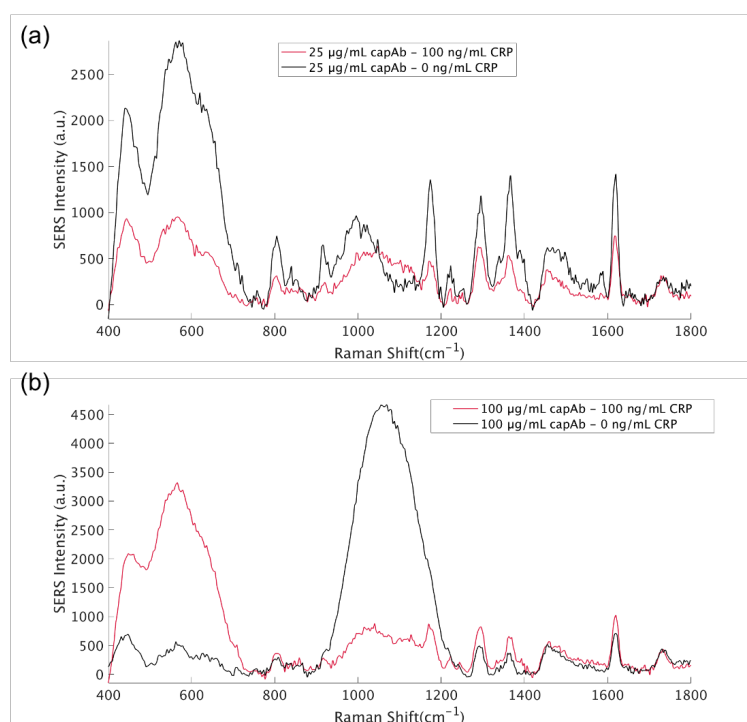 (a)
25 µg/mL capAb – 100 ng/mL CRP
25 µg/mL capAb – 0 ng/mL CRP
SERS Intensity (a.u.)
2500
2000
1500
1000
500
0
400 600 800 1000 1200 1400 1600 1800
Raman Shift(cm⁻¹)
(b)
100 µg/mL capAb – 100 ng/mL CRP
100 µg/mL capAb – 0 ng/mL CRP
SERS Intensity (a.u.)
4500
4000
3500
3000
2500
2000
1500
1000
500
0
400 600 800 1000 1200 1400 1600 1800
Raman Shift(cm⁻¹)